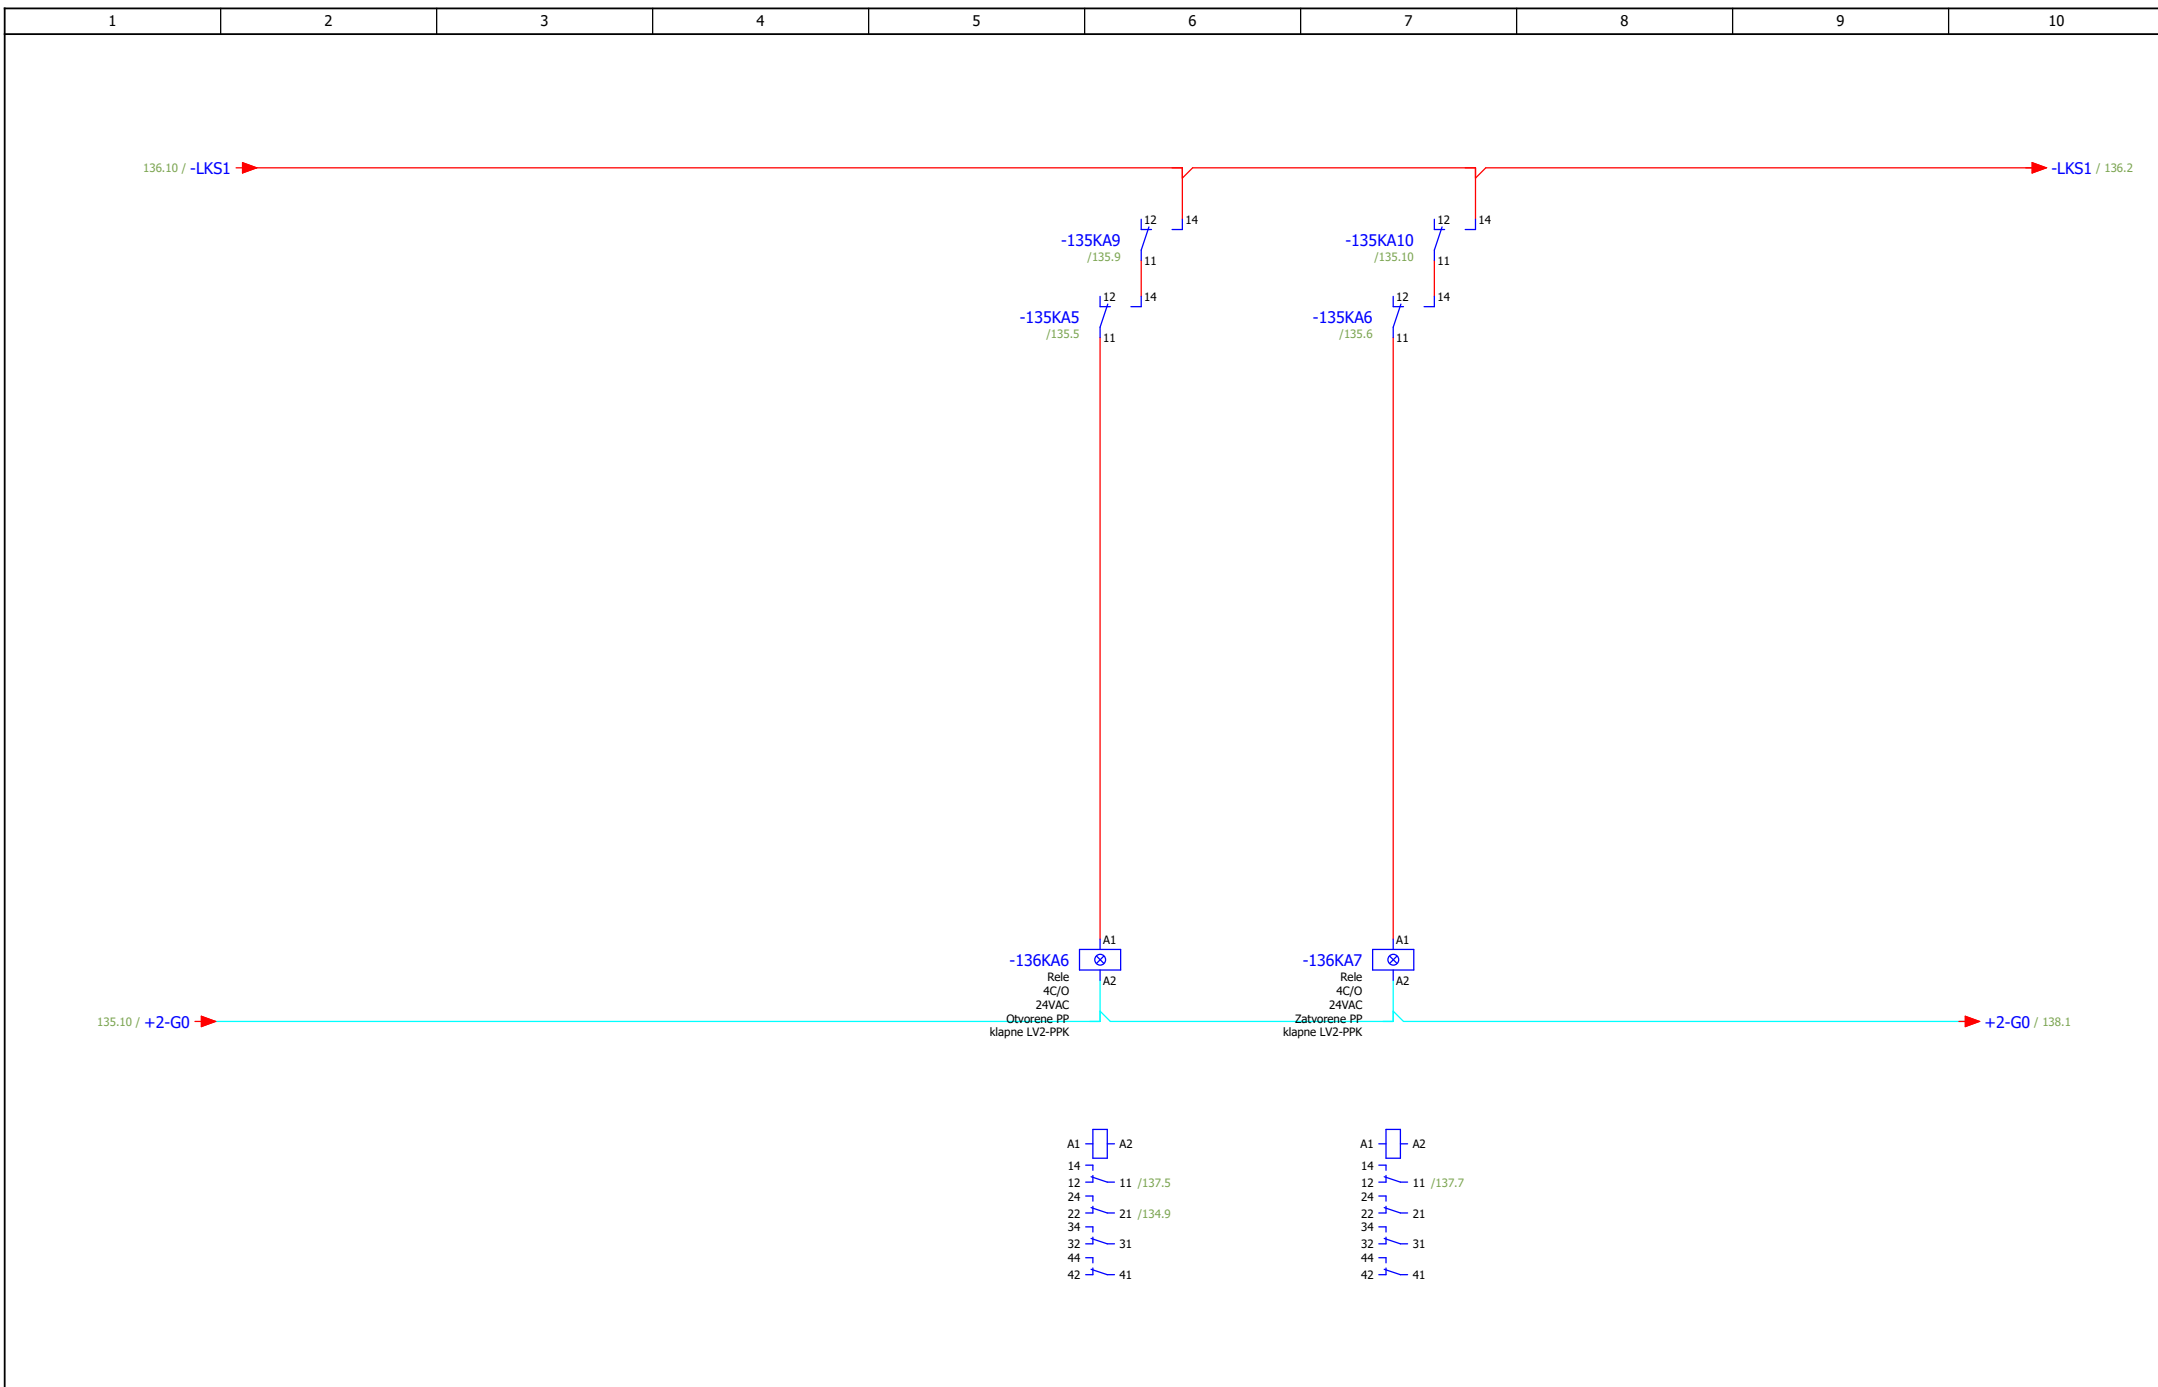 1 2 3 4 5 6 7 8 9 10
136.10 / -LKS1
-LKS1 / 136.2
12 14
-135KA9
/135.9
11
12 14
-135KA5
/135.5
11
12 14
-135KA10
/135.10
11
12 14
-135KA6
/135.6
11
A1
-136KA6
Rele
A2
4C/O
24VAC
Otvorene PP
klapne LV2-PPK
A1
-136KA7
Rele
A2
4C/O
24VAC
Zatvorene PP
klapne LV2-PPK
135.10 / +2-G0
+2-G0 / 138.1
A1 A2
14
12 11 /137.5
24
22 21 /134.9
34
32 31
44
42 41
A1 A2
14
12 11 /137.7
24
22 21
34
32 31
44
42 41